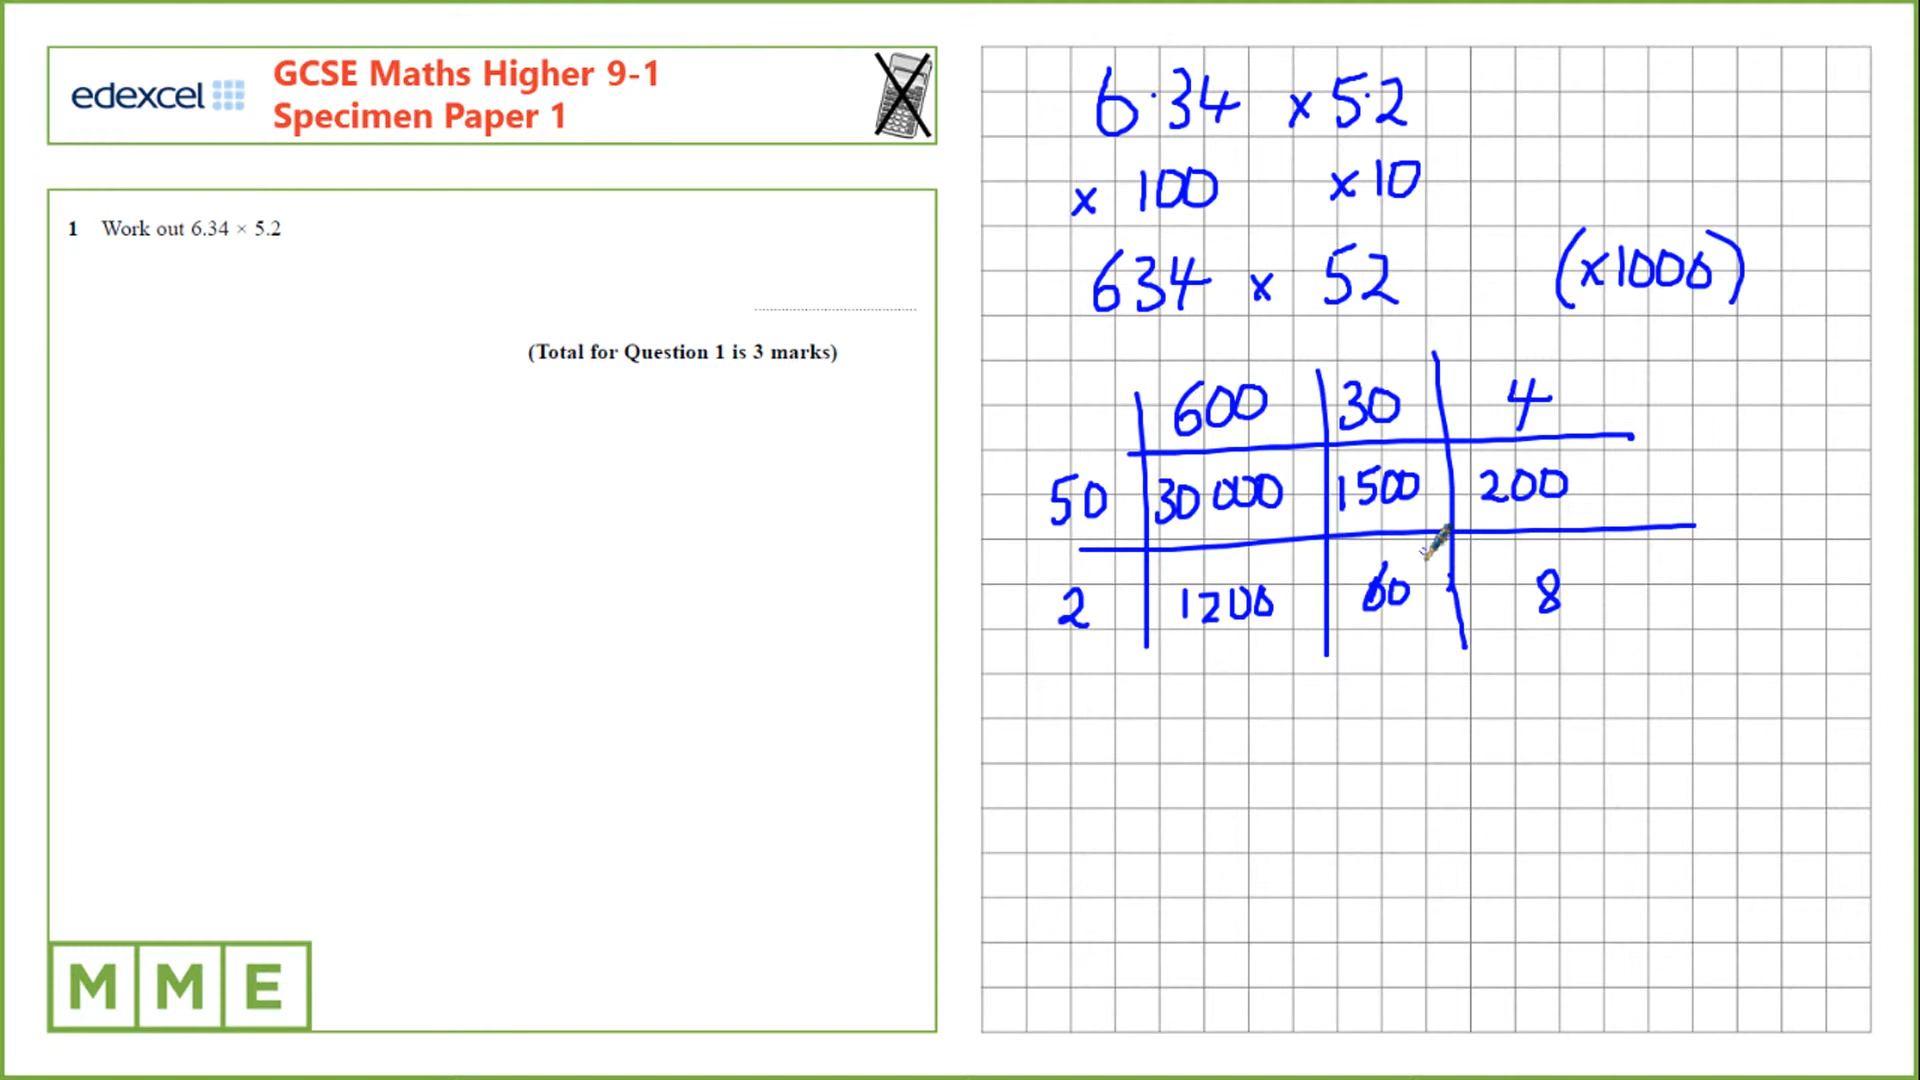 edexcel
GCSE Maths Higher 9-1
Specimen Paper 1
1 Work out 6.34 × 5.2
(Total for Question 1 is 3 marks)
MME
6·34 × 5·2
× 100 × 10
634 × 52 (×1000)
600 30 4
50 30 000 1500 200
2 1200 60 8